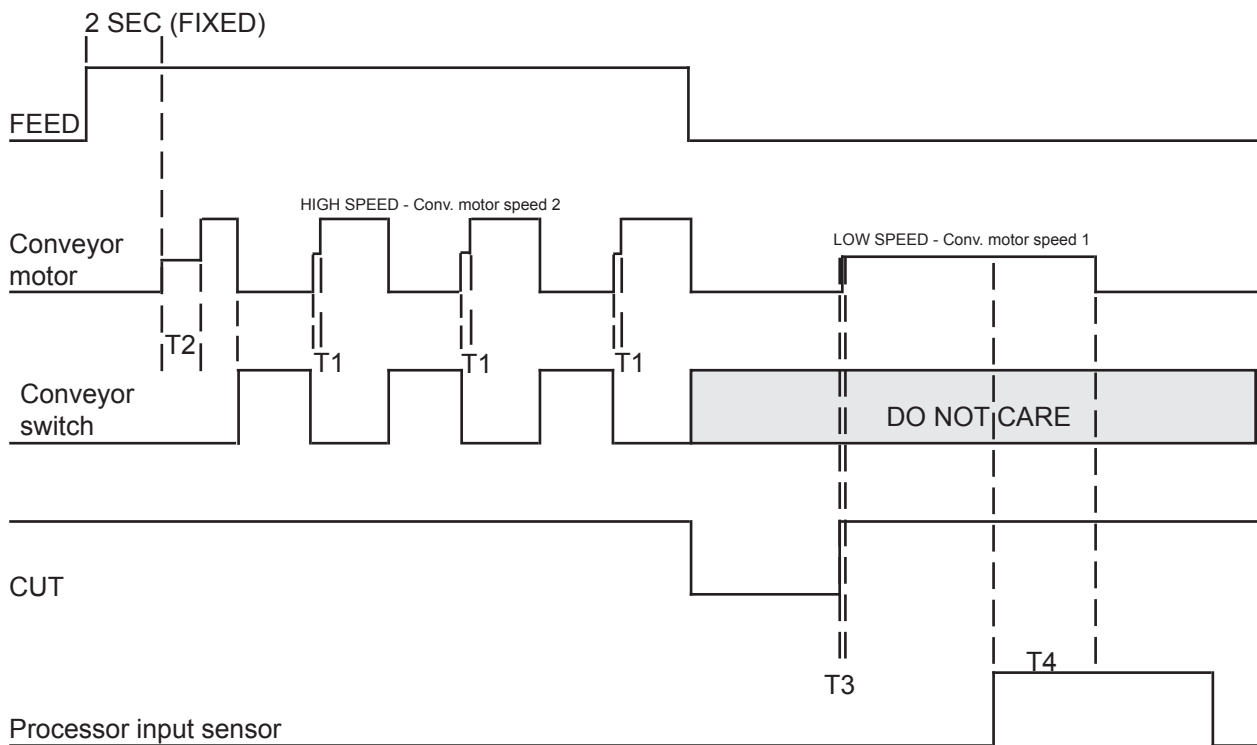 2 SEC (FIXED)
FEED
HIGH SPEED - Conv. motor speed 2
Conveyor
motor
LOW SPEED - Conv. motor speed 1
T2
T1
T1
T1
Conveyor
switch
DO NOT CARE
CUT
T4
T3
Processor input sensor